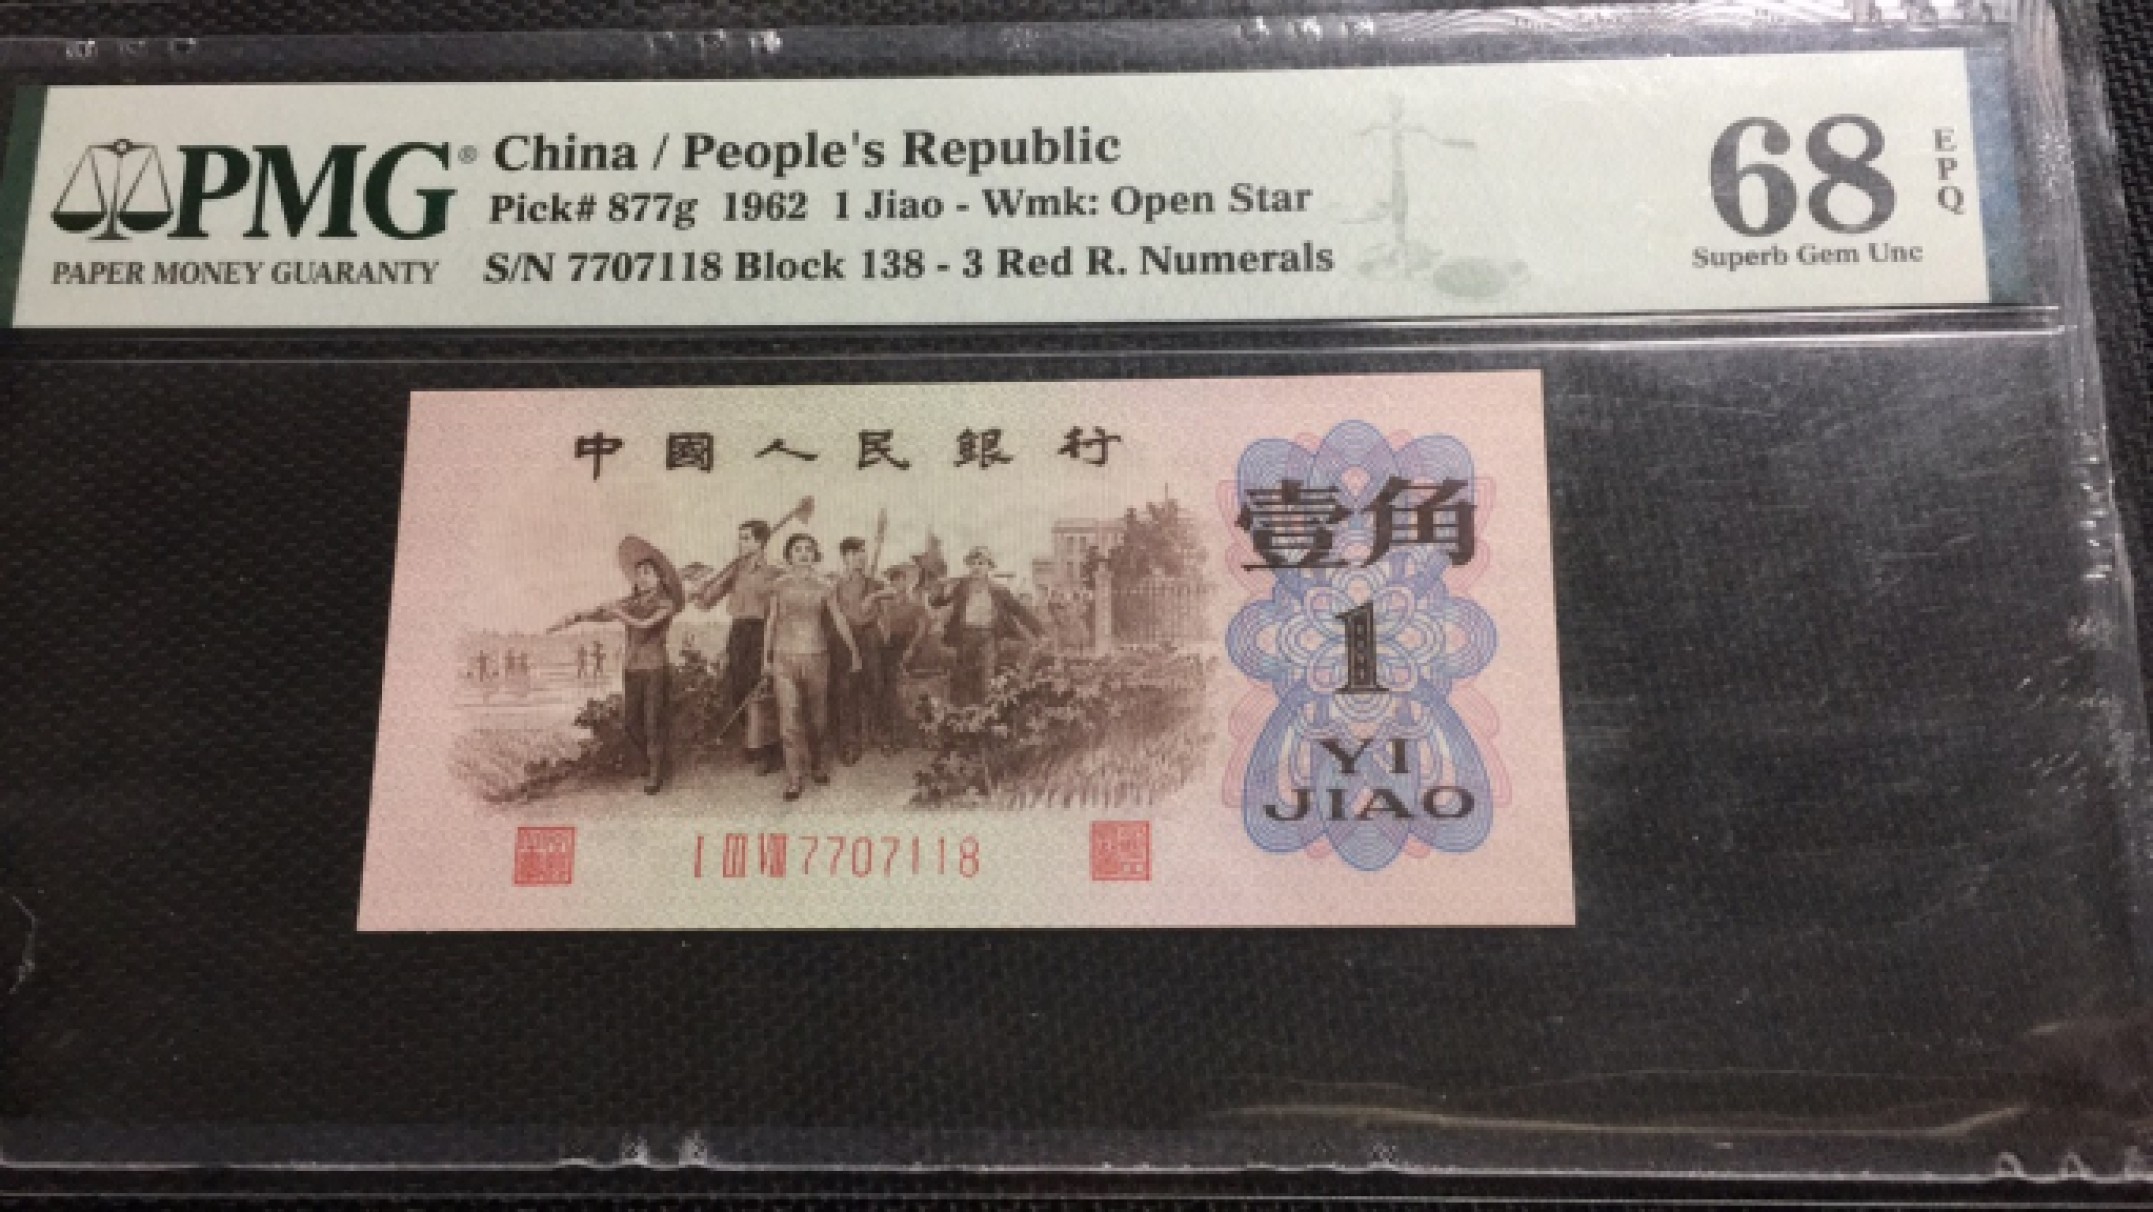 PMG®
PAPER MONEY GUARANTY
China / People's Republic
Pick# 877g 1962 1 Jiao - Wmk: Open Star
S/N 7707118 Block 138 - 3 Red R. Numerals
68
EPQ
Superb Gem Unc
中國人民銀行
壹角
1
YI
JIAO
I III VIII 7707118